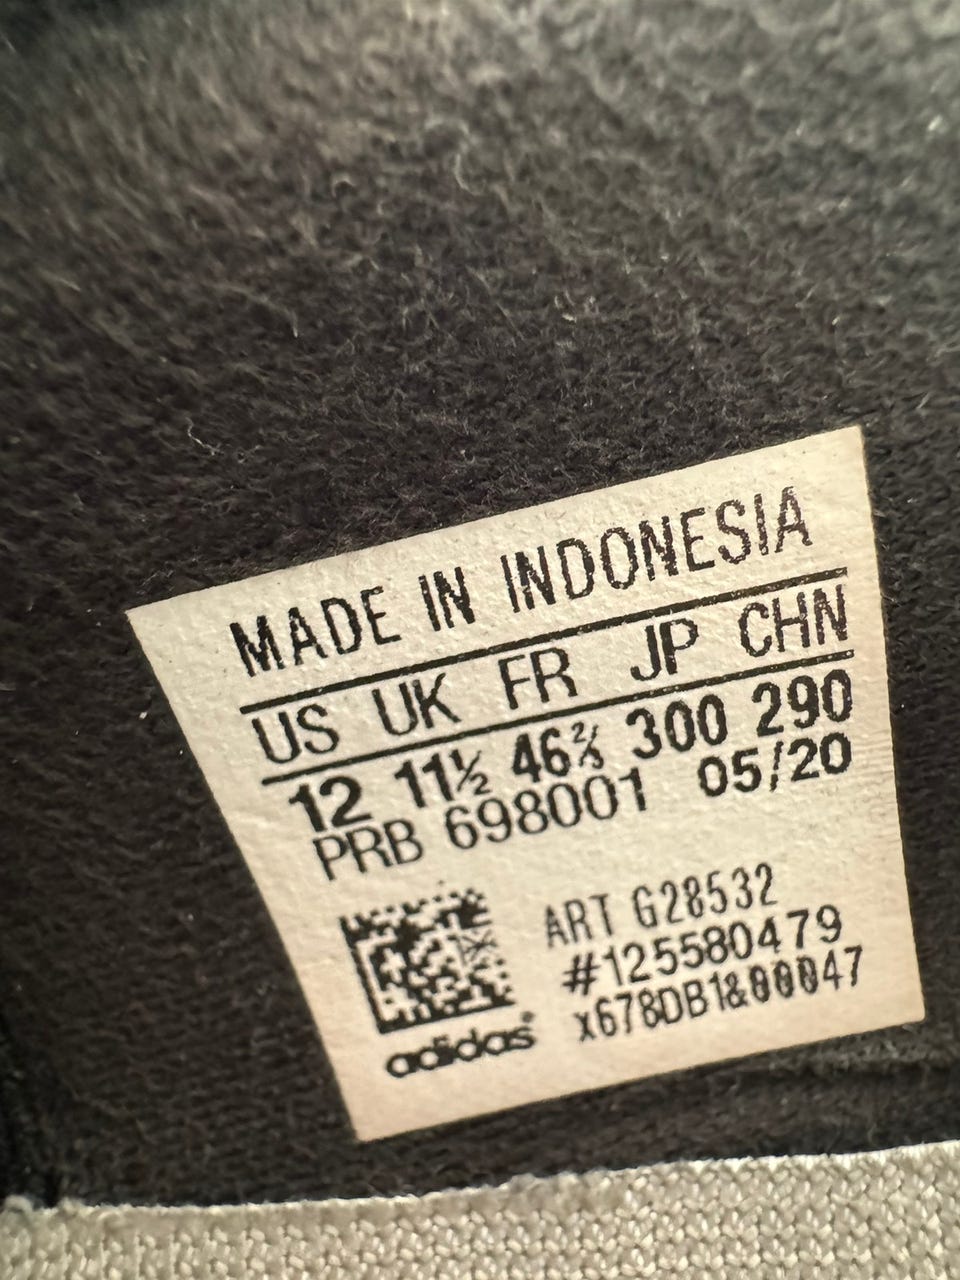 MADE IN INDONESIA
US UK FR JP CHN
12 11½ 46⅔ 300 290
PRB 698001 05/20
ART G28532
#125580479
x678DB1&00047
adidas®